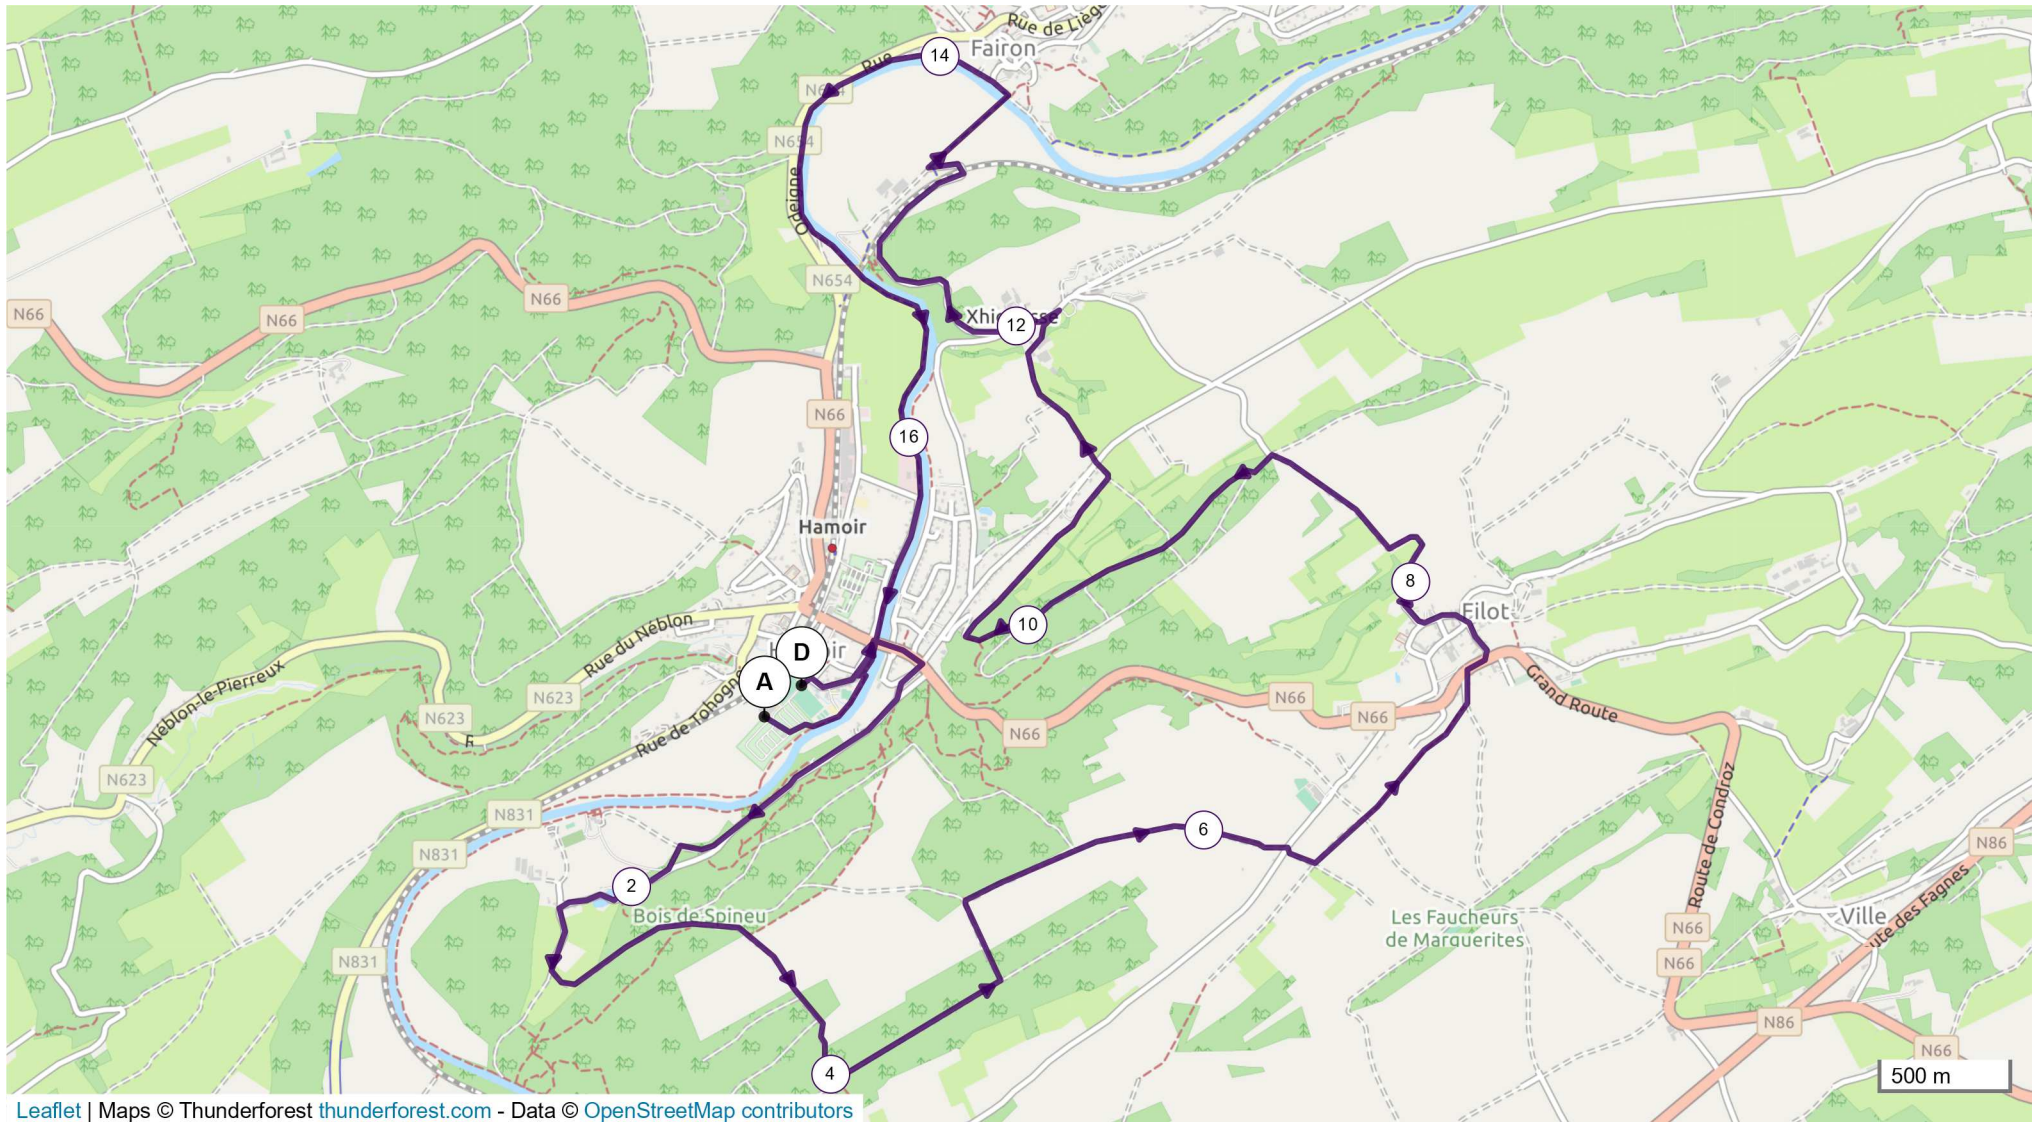 Rue de Liège
Fairon
14
Rue
N654
Odeigne
N654
N66
N66
N66
N66
Xhignesse
12
16
Hamoir
8
Filot
Rue du Néblon
10
D
A
Néblon-le-Pierreux
N623
N623
N623
Rue de Tohogne
N66
N66
N66
Grand Route
N831
N831
6
Route de Condroz
N86
2
Bois de Spineu
Les Faucheurs
de Marguerites
Ville
N66
N66
N831
4
N86
N66
500 m
Leaflet | Maps © Thunderforest thunderforest.com - Data © OpenStreetMap contributors